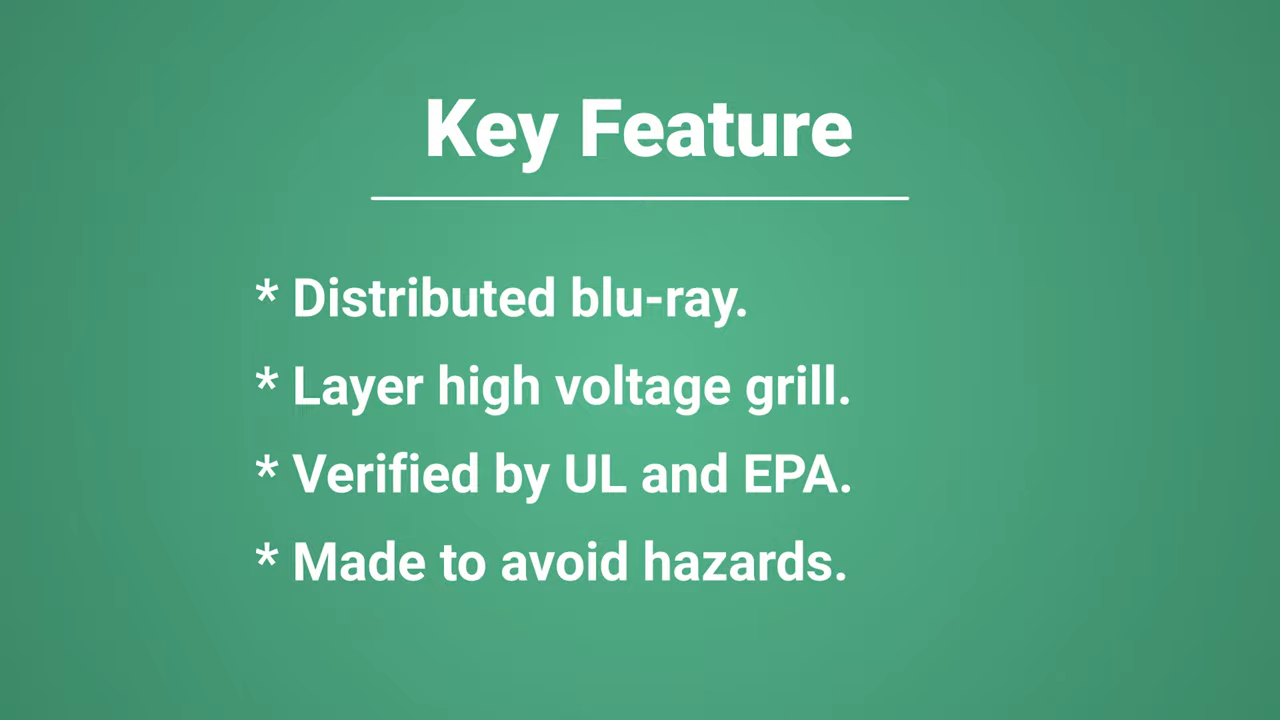 Key Feature
* Distributed blu-ray.
* Layer high voltage grill.
* Verified by UL and EPA.
* Made to avoid hazards.